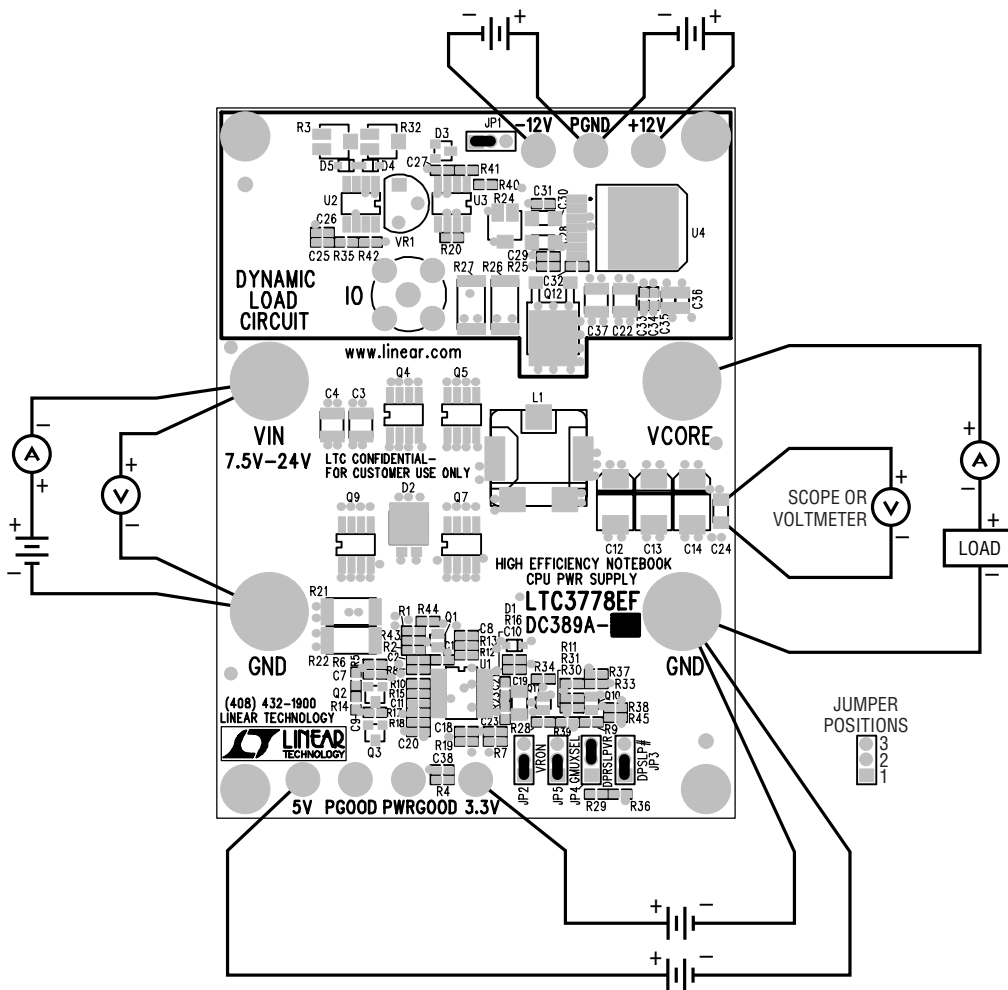 − + − +
JP1 -12V PGND +12V
R3 R32 D3
D5 D4 C27 R41
R40
U2 U3 R24 C31 C30
C26 VR1 R20 C29 U4
C25 R35 R42 R27 R26 R25 C32
DYNAMIC
LOAD
CIRCUIT
IO
Q12
C37 C22 C33 C34 C35 C36
www.linear.com
C4 C3 Q4 Q5 L1
VIN
7.5V–24V
VCORE
LTC CONFIDENTIAL–
FOR CUSTOMER USE ONLY
D2
Q9 Q7
C12 C13 C14 C24
− A +
+ V −
+ −
SCOPE OR
VOLTMETER
+ V −
+ A −
+ LOAD −
HIGH EFFICIENCY NOTEBOOK
CPU PWR SUPPLY
LTC3778EF
DC389A-
R21
R22
GND
GND
R44 Q1 D1
R1 C8 R16
R43 R13 C10
R2 R12 R11
R6 R5 C2 U1 R34 R31
C7 R8 C19 R30 R37
Q2 R10 R33
R14 R15 Q10
C11 R38
C9 R18 C23 R45
Q3 C20 C18 R28 R39 R9
R19 R7
(408) 432-1900
LINEAR TECHNOLOGY
LINEAR
TECHNOLOGY
C38
R4
VRON GMUXSEL DPRSLPVR DPSLP#
JP2 JP5 JP4 JP3
R29 R36
5V PGOOD PWRGOOD 3.3V
JUMPER
POSITIONS
3
2
1
+ −
+ −